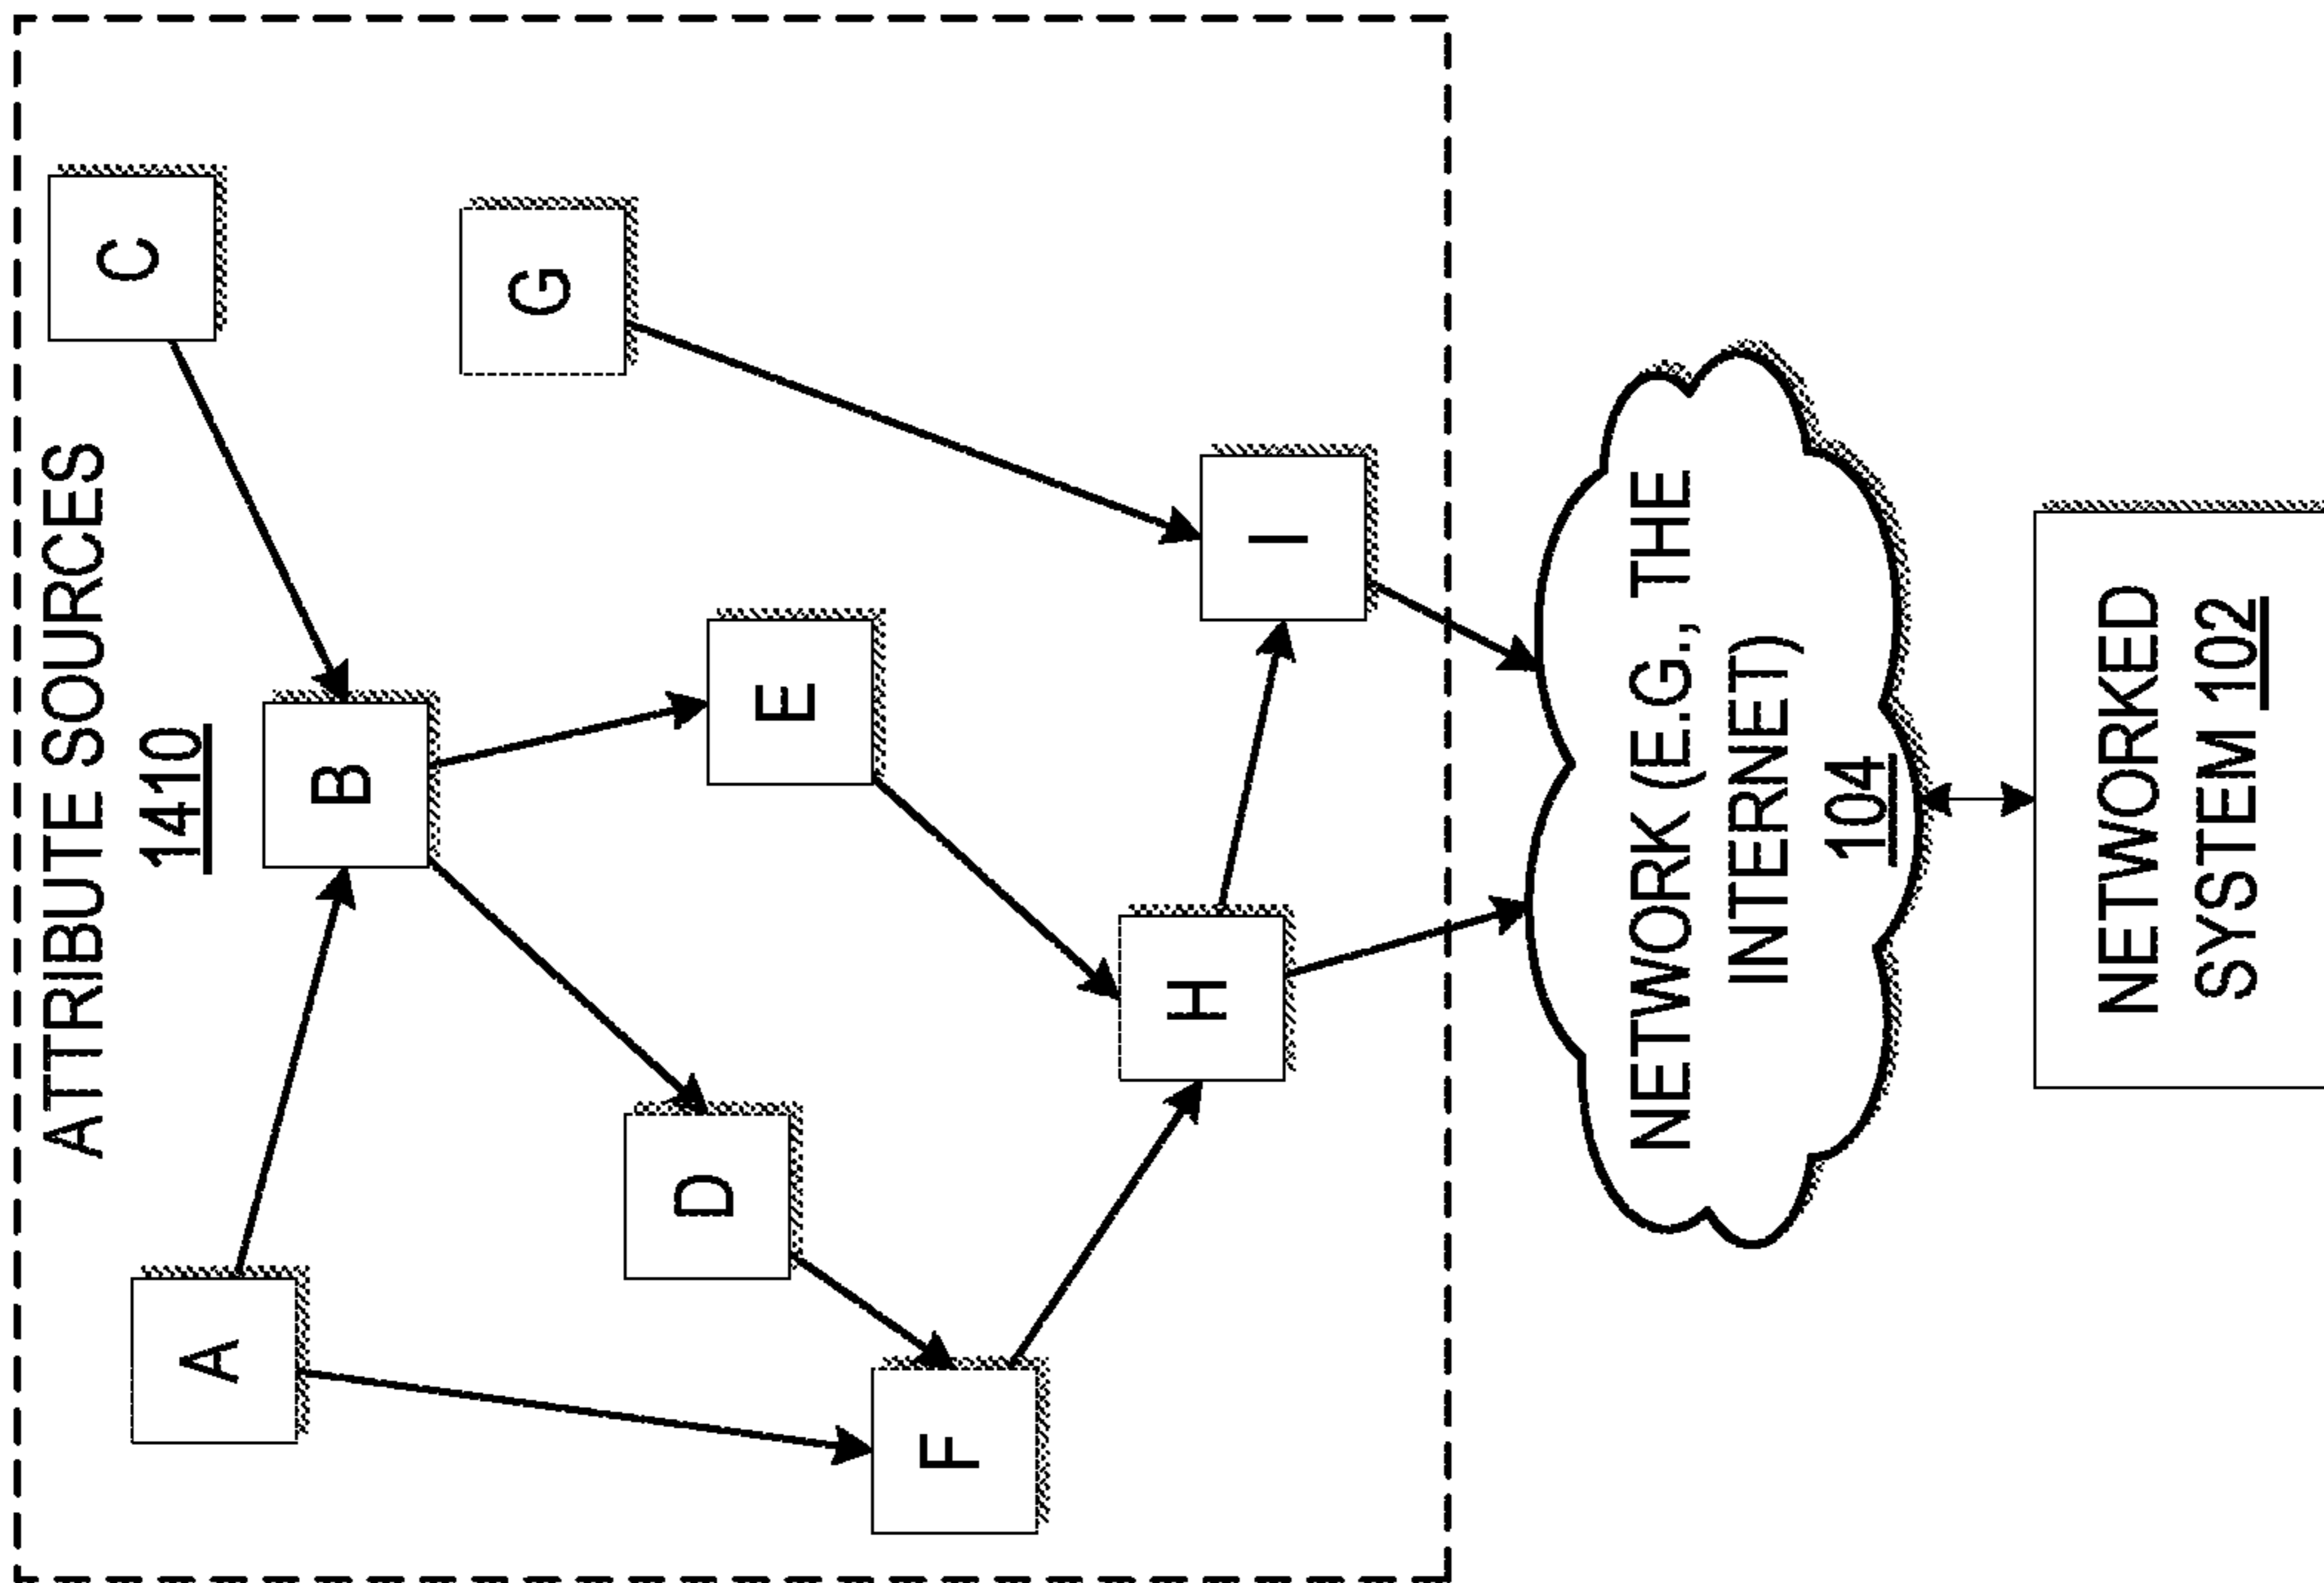 ATTRIBUTE SOURCES
1410
A
B
C
D
E
F
G
H
I
NETWORK (E.G., THE
INTERNET)
104
NETWORKED
SYSTEM 102